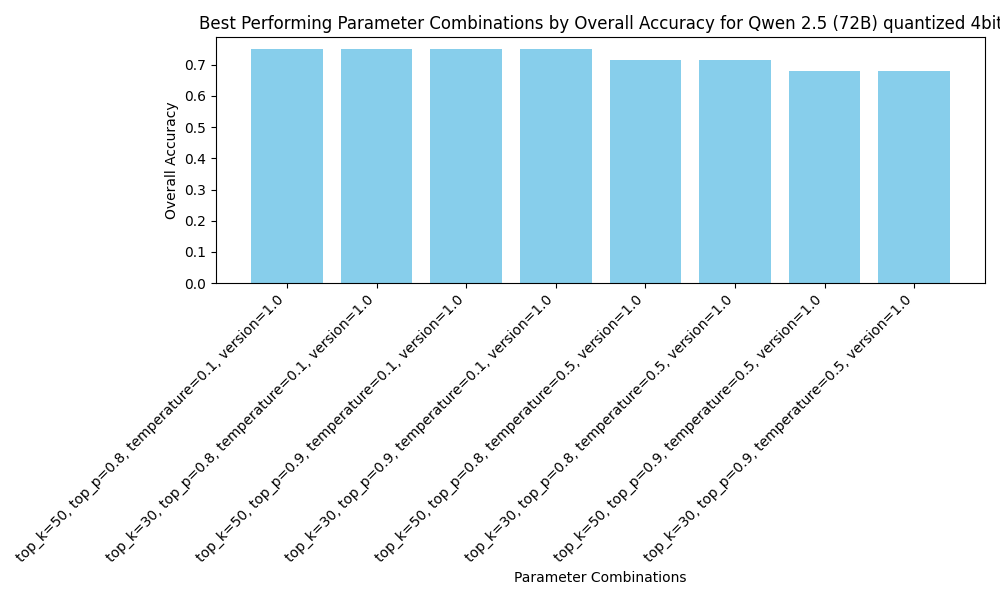 Best Performing Parameter Combinations by Overall Accuracy for Qwen 2.5 (72B) quantized 4bit
Overall Accuracy
0.7
0.6
0.5
0.4
0.3
0.2
0.1
0.0
top_k=50, top_p=0.8, temperature=0.1, version=1.0
top_k=30, top_p=0.8, temperature=0.1, version=1.0
top_k=50, top_p=0.9, temperature=0.1, version=1.0
top_k=30, top_p=0.9, temperature=0.1, version=1.0
top_k=50, top_p=0.8, temperature=0.5, version=1.0
top_k=30, top_p=0.8, temperature=0.5, version=1.0
top_k=50, top_p=0.9, temperature=0.5, version=1.0
top_k=30, top_p=0.9, temperature=0.5, version=1.0
Parameter Combinations